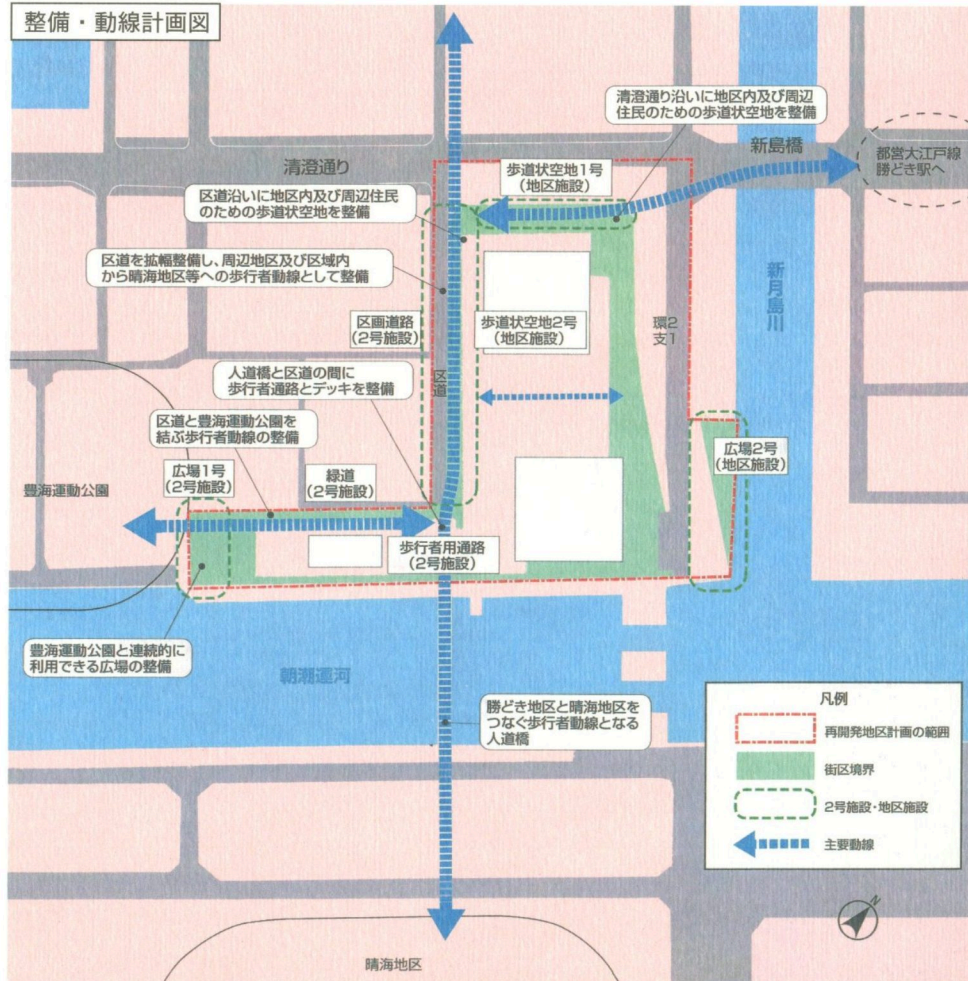 整備・動線計画図
清澄通り沿いに地区内及び周辺
住民のための歩道状空地を整備
清澄通り
新島橋
都営大江戸線
勝どき駅へ
歩道状空地1号
(地区施設)
区道沿いに地区内及び周辺住民
のための歩道状空地を整備
区道を拡幅整備し、周辺地区及び区域内
から晴海地区等への歩行者動線として整備
新月島川
区画道路
(2号施設)
歩道状空地2号
(地区施設)
環2
支1
人道橋と区道の間に
歩行者通路とデッキを整備
区道
区道と豊海運動公園を
結ぶ歩行者動線の整備
広場1号
(2号施設)
緑道
(2号施設)
広場2号
(地区施設)
豊海運動公園
歩行者用通路
(2号施設)
豊海運動公園と連続的に
利用できる広場の整備
朝潮運河
勝どき地区と晴海地区を
つなぐ歩行者動線となる
人道橋
凡例
再開発地区計画の範囲
街区境界
2号施設・地区施設
主要動線
N
晴海地区